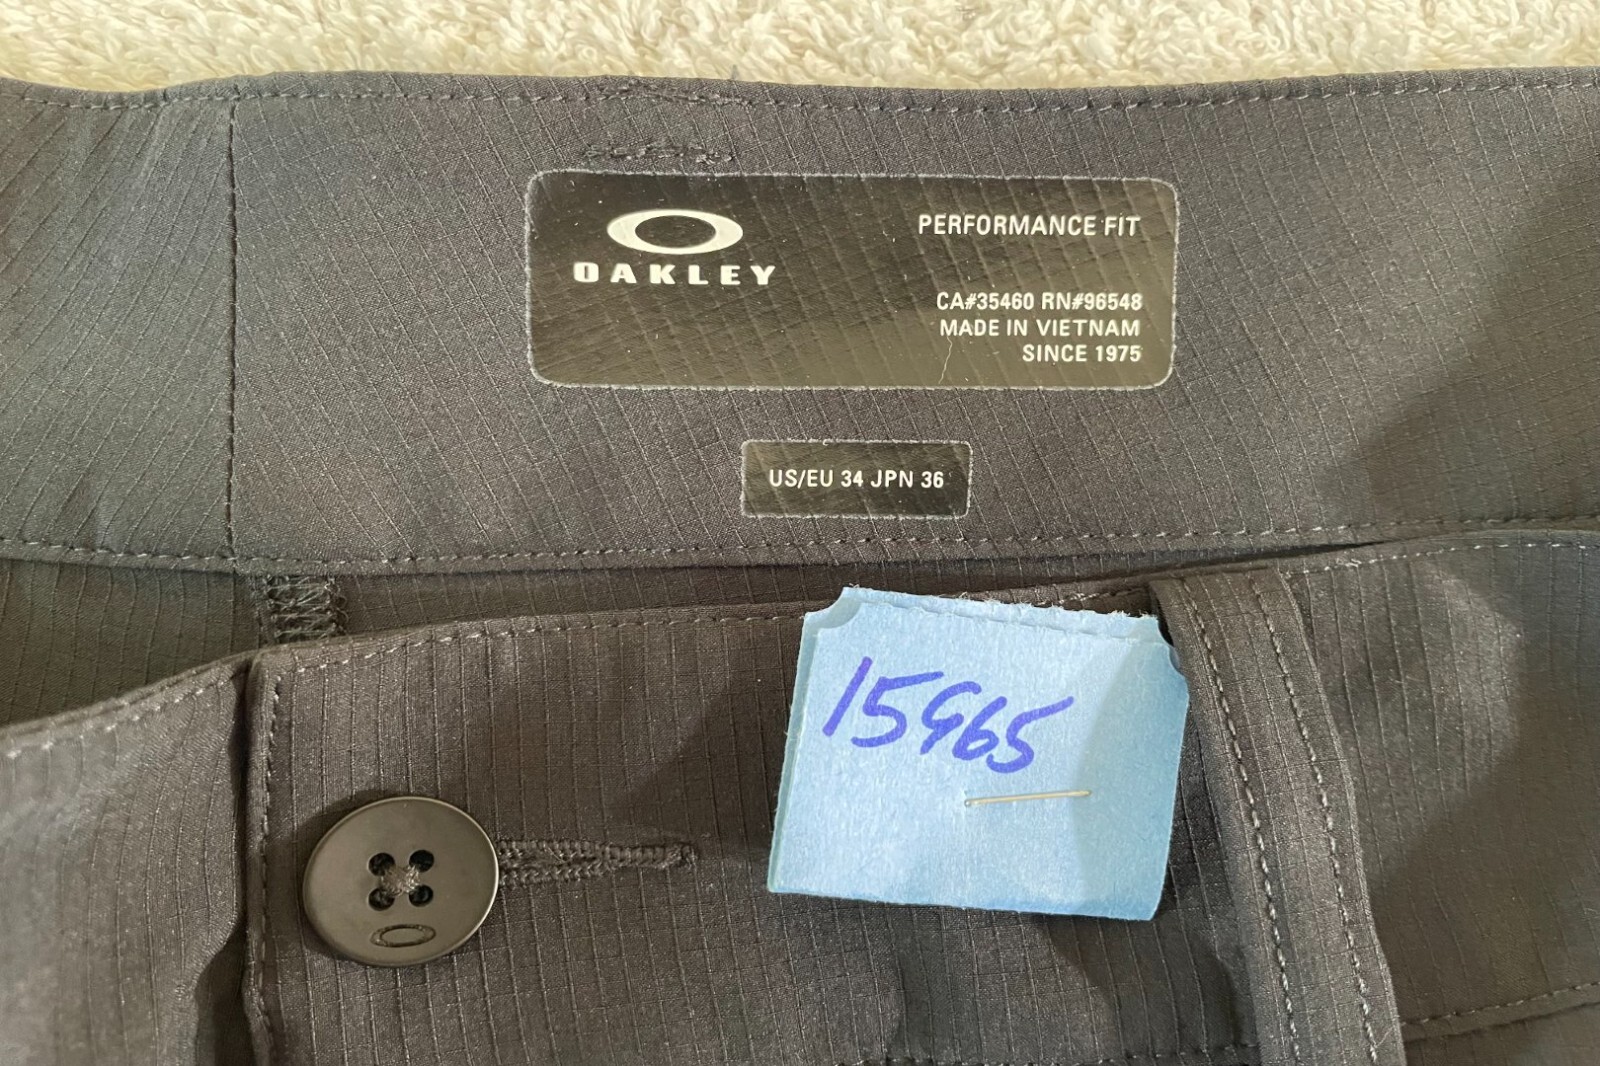 OAKLEY
PERFORMANCE FIT
CA#35460 RN#96548
MADE IN VIETNAM
SINCE 1975
US/EU 34 JPN 36
15965